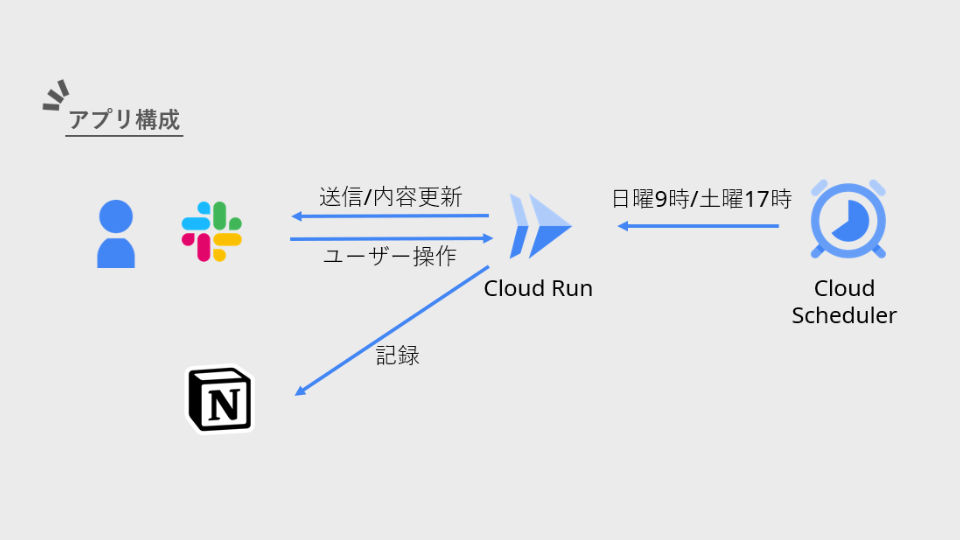 アプリ構成
送信/内容更新
日曜9時/土曜17時
ユーザー操作
Cloud Run
Cloud
Scheduler
記録
N